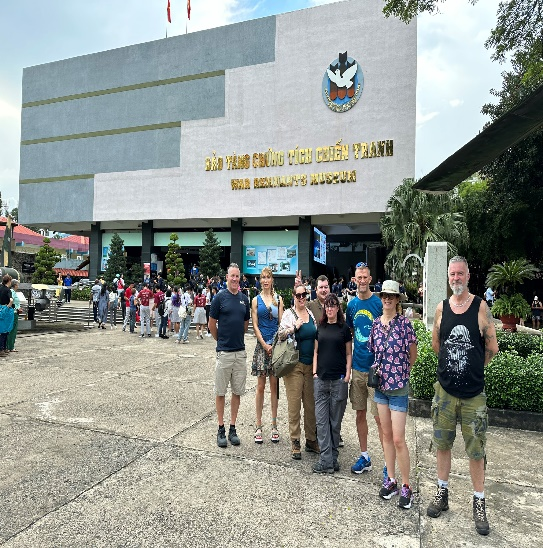 BẢO TÀNG CHỨNG TÍCH CHIẾN TRANH
WAR REMNANTS MUSEUM